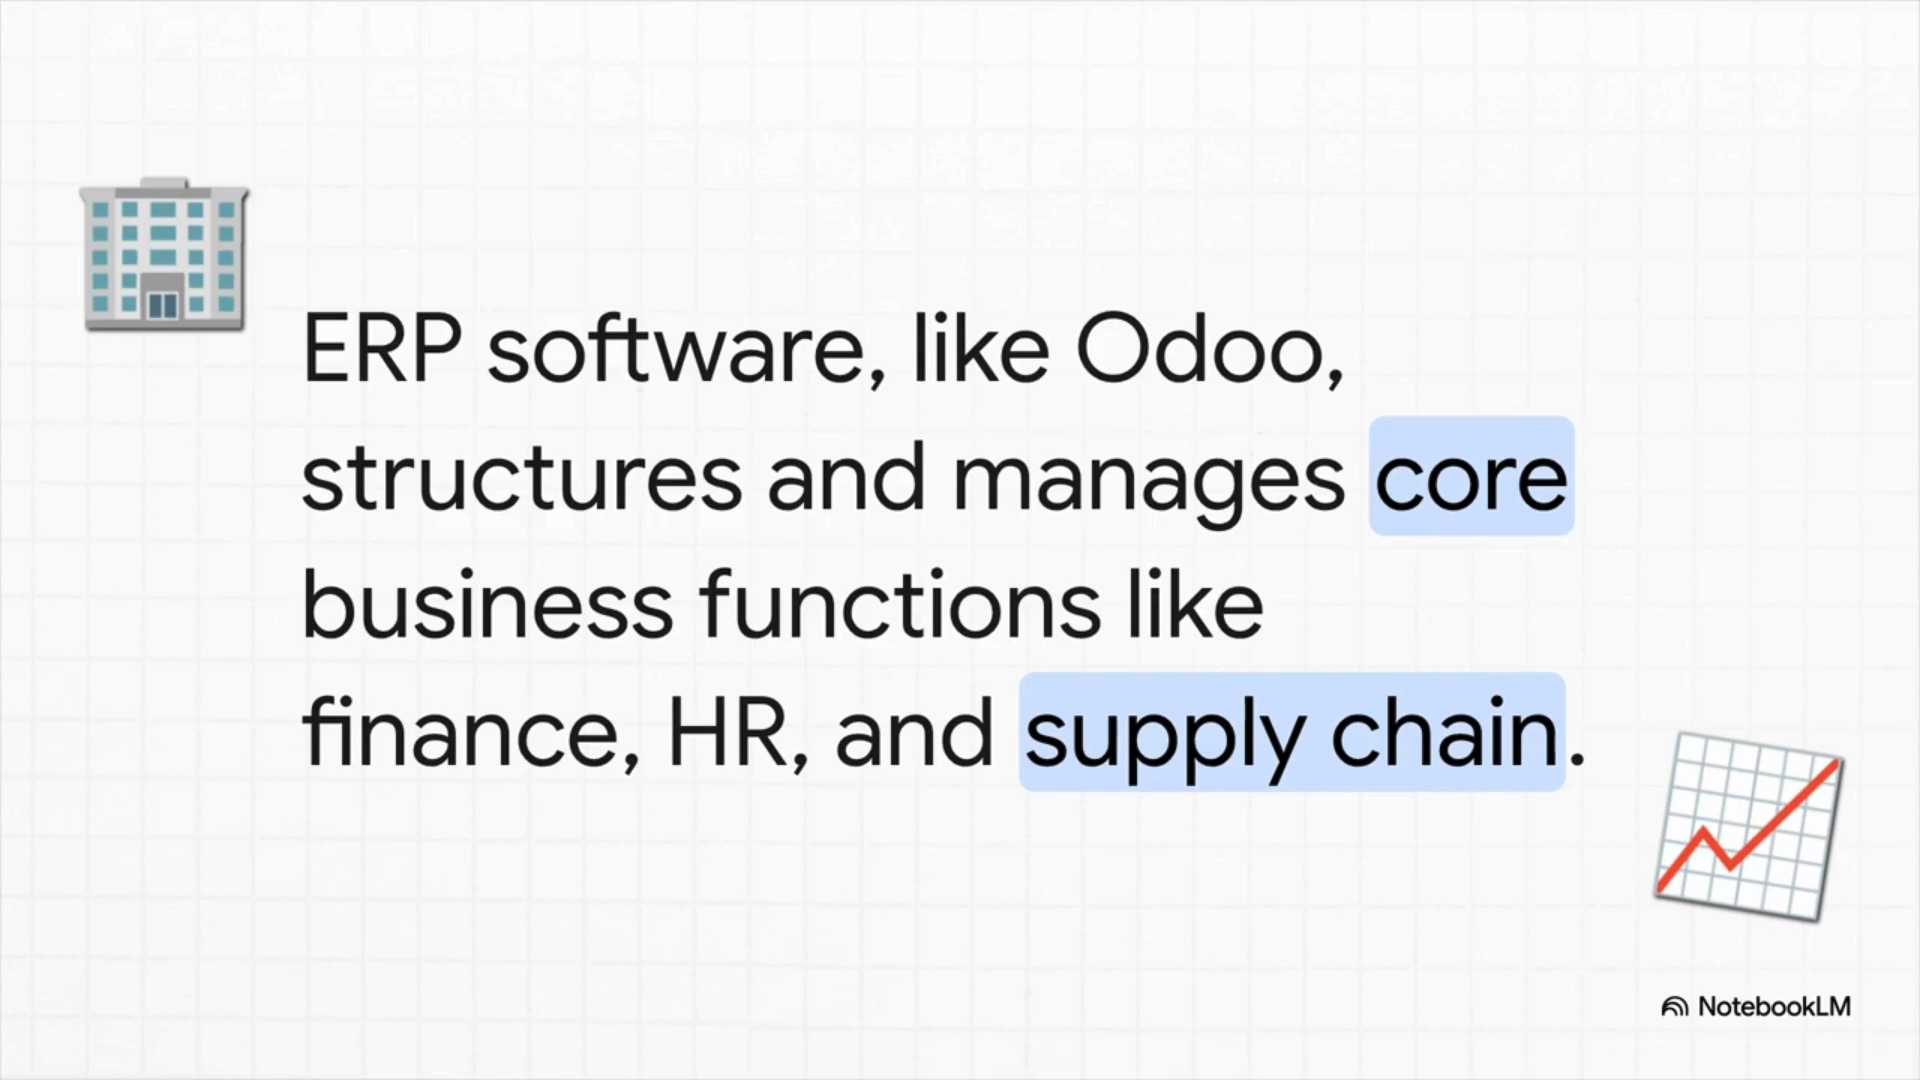 ERP software, like Odoo,
structures and manages core
business functions like
finance, HR, and supply chain.
NotebookLM